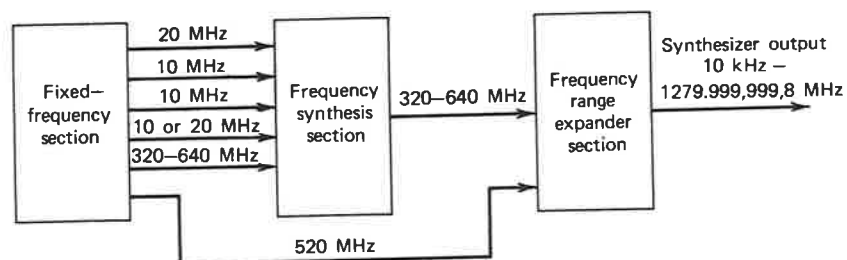 20 MHz
10 MHz
10 MHz
10 or 20 MHz
320–640 MHz
Fixed–
frequency
section
Frequency
synthesis
section
320–640 MHz
Frequency
range
expander
section
Synthesizer output
10 kHz –
1279.999,999,8 MHz
520 MHz